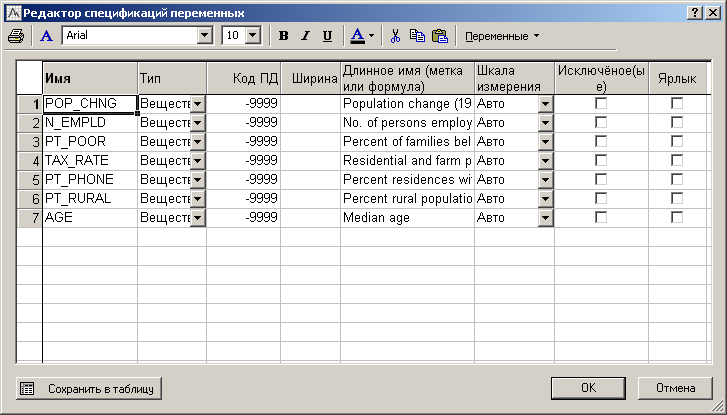 Редактор спецификаций переменных
Arial 10 B I U A Переменные
Имя Тип Код ПД Ширина Длинное имя (метка или формула) Шкала измерения Исключёное(ые) Ярлык
1 POP_CHNG Веществ -9999 Population change (19 Авто
2 N_EMPLD Веществ -9999 No. of persons employ Авто
3 PT_POOR Веществ -9999 Percent of families bel Авто
4 TAX_RATE Веществ -9999 Residential and farm p Авто
5 PT_PHONE Веществ -9999 Percent residences wi Авто
6 PT_RURAL Веществ -9999 Percent rural populatio Авто
7 AGE Веществ -9999 Median age Авто
Сохранить в таблицу OK Отмена